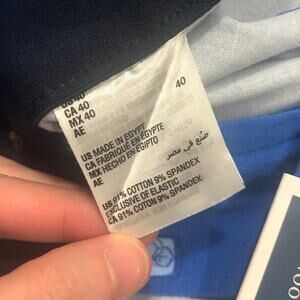 US 40
CA 40
MX 40
AE
40
US MADE IN EGYPT
CA FABRIQUÉ EN ÉGYPTE
MX HECHO EN EGIPTO
AE
صنع في مصر
US 91% COTTON 9% SPANDEX
EXCLUSIVE OF ELASTIC
CA 91% COTTON 9% SPANDEX